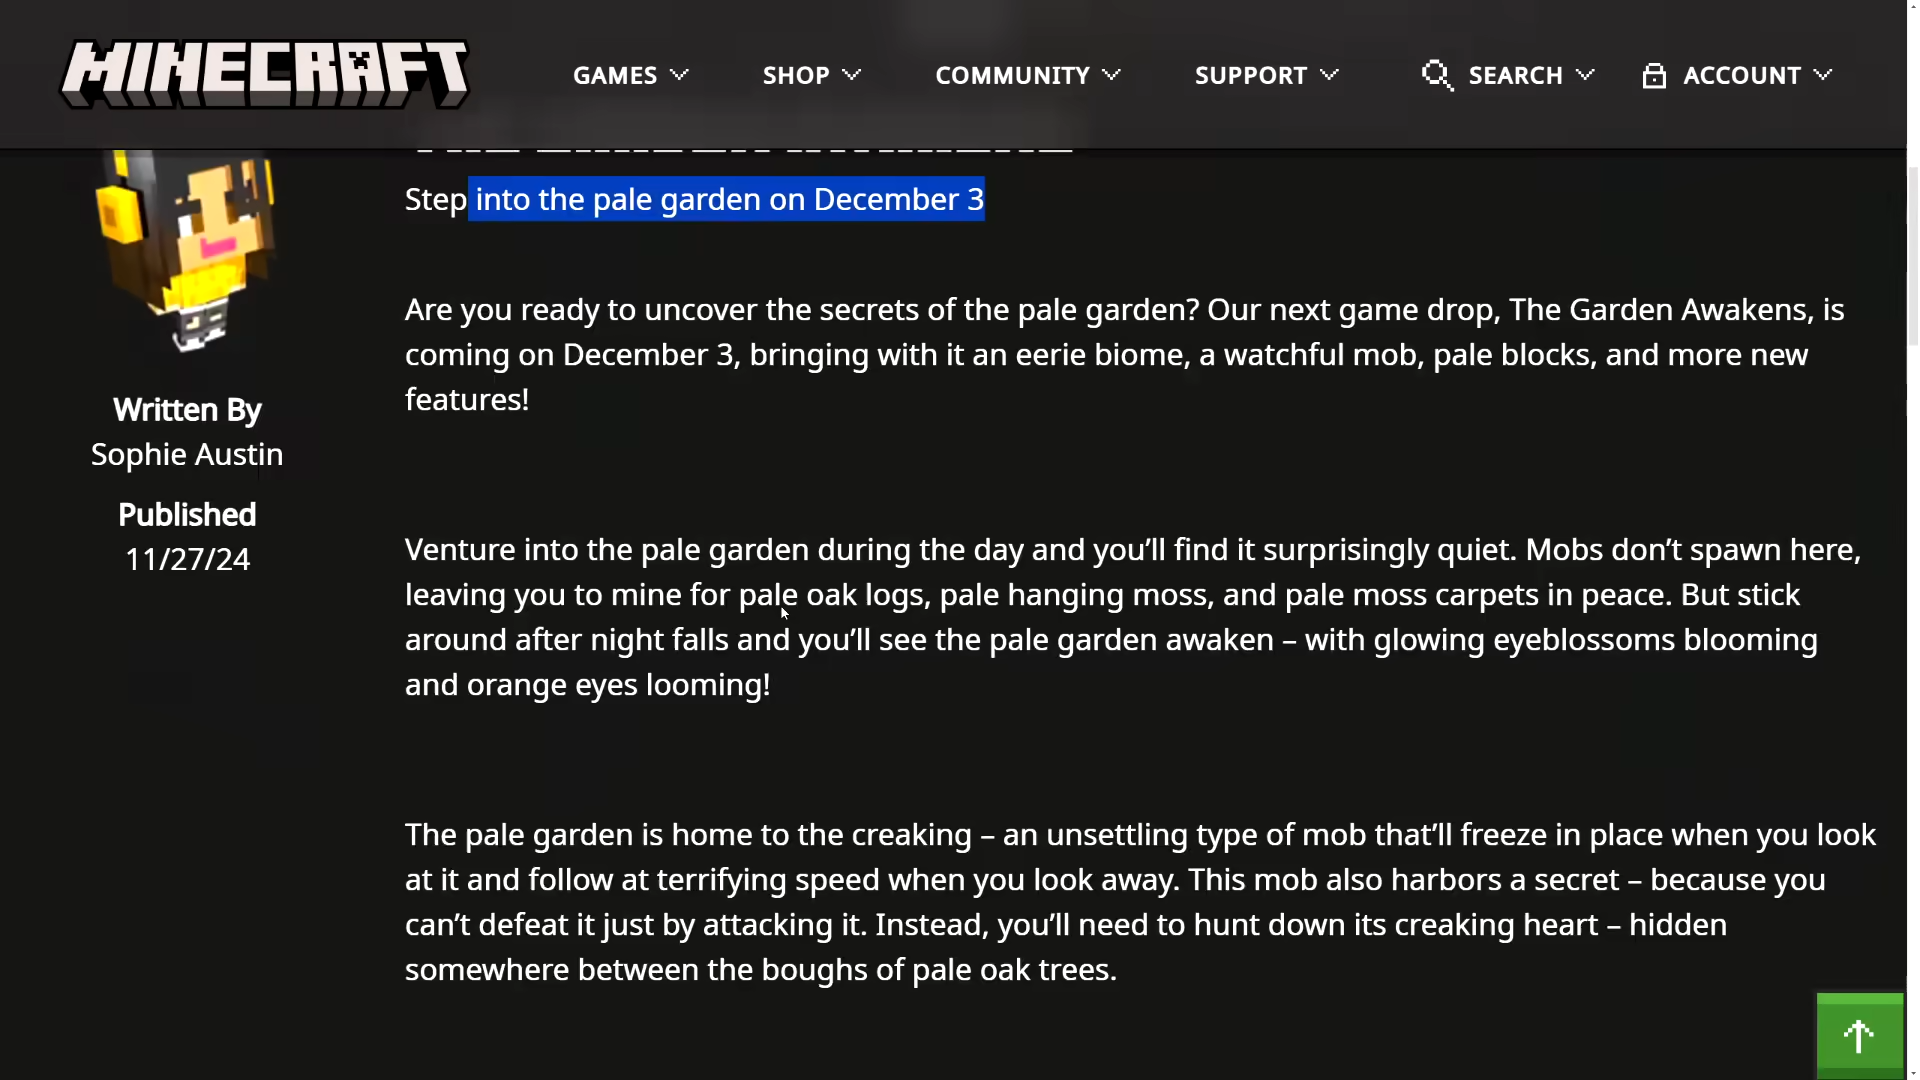 MINECRAFT
GAMES
SHOP
COMMUNITY
SUPPORT
SEARCH
ACCOUNT
Step into the pale garden on December 3
Are you ready to uncover the secrets of the pale garden? Our next game drop, The Garden Awakens, is
coming on December 3, bringing with it an eerie biome, a watchful mob, pale blocks, and more new
features!
Written By
Sophie Austin
Published
11/27/24
Venture into the pale garden during the day and you’ll find it surprisingly quiet. Mobs don’t spawn here,
leaving you to mine for pale oak logs, pale hanging moss, and pale moss carpets in peace. But stick
around after night falls and you’ll see the pale garden awaken – with glowing eyeblossoms blooming
and orange eyes looming!
The pale garden is home to the creaking – an unsettling type of mob that’ll freeze in place when you look
at it and follow at terrifying speed when you look away. This mob also harbors a secret – because you
can’t defeat it just by attacking it. Instead, you’ll need to hunt down its creaking heart – hidden
somewhere between the boughs of pale oak trees.